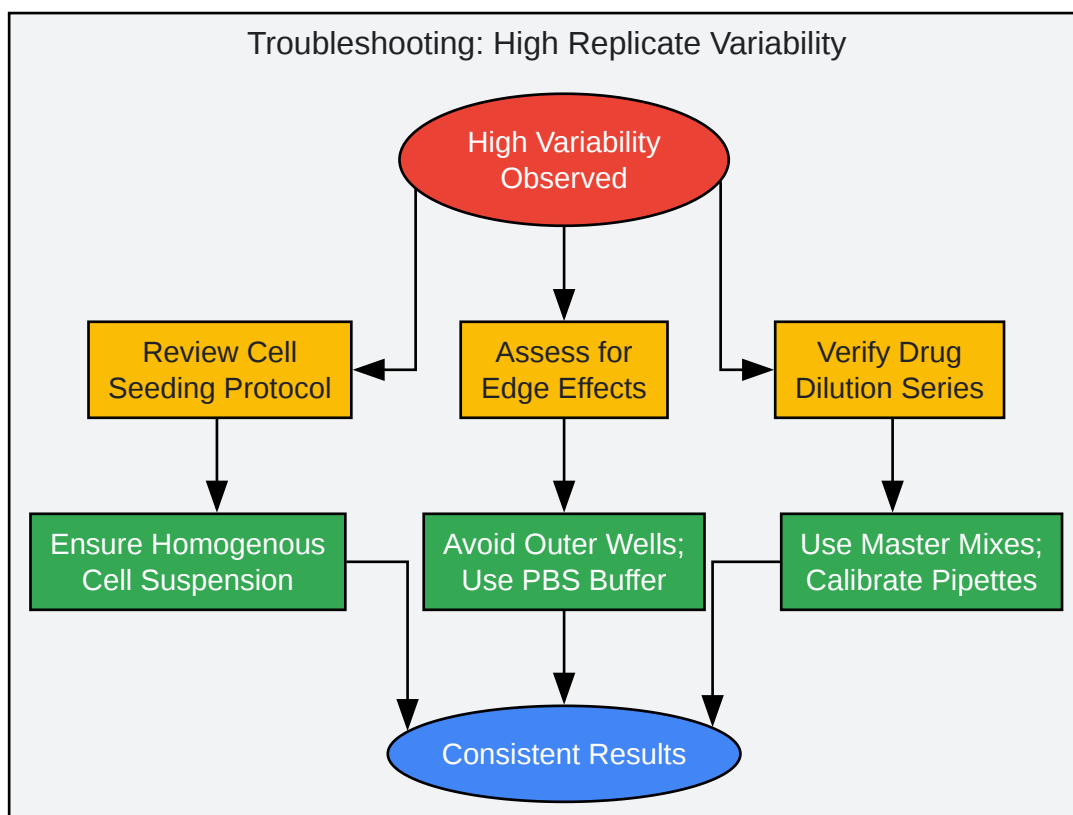 Troubleshooting: High Replicate Variability
High Variability
Observed
Review Cell
Seeding Protocol
Assess for
Edge Effects
Verify Drug
Dilution Series
Ensure Homogenous
Cell Suspension
Avoid Outer Wells;
Use PBS Buffer
Use Master Mixes;
Calibrate Pipettes
Consistent Results